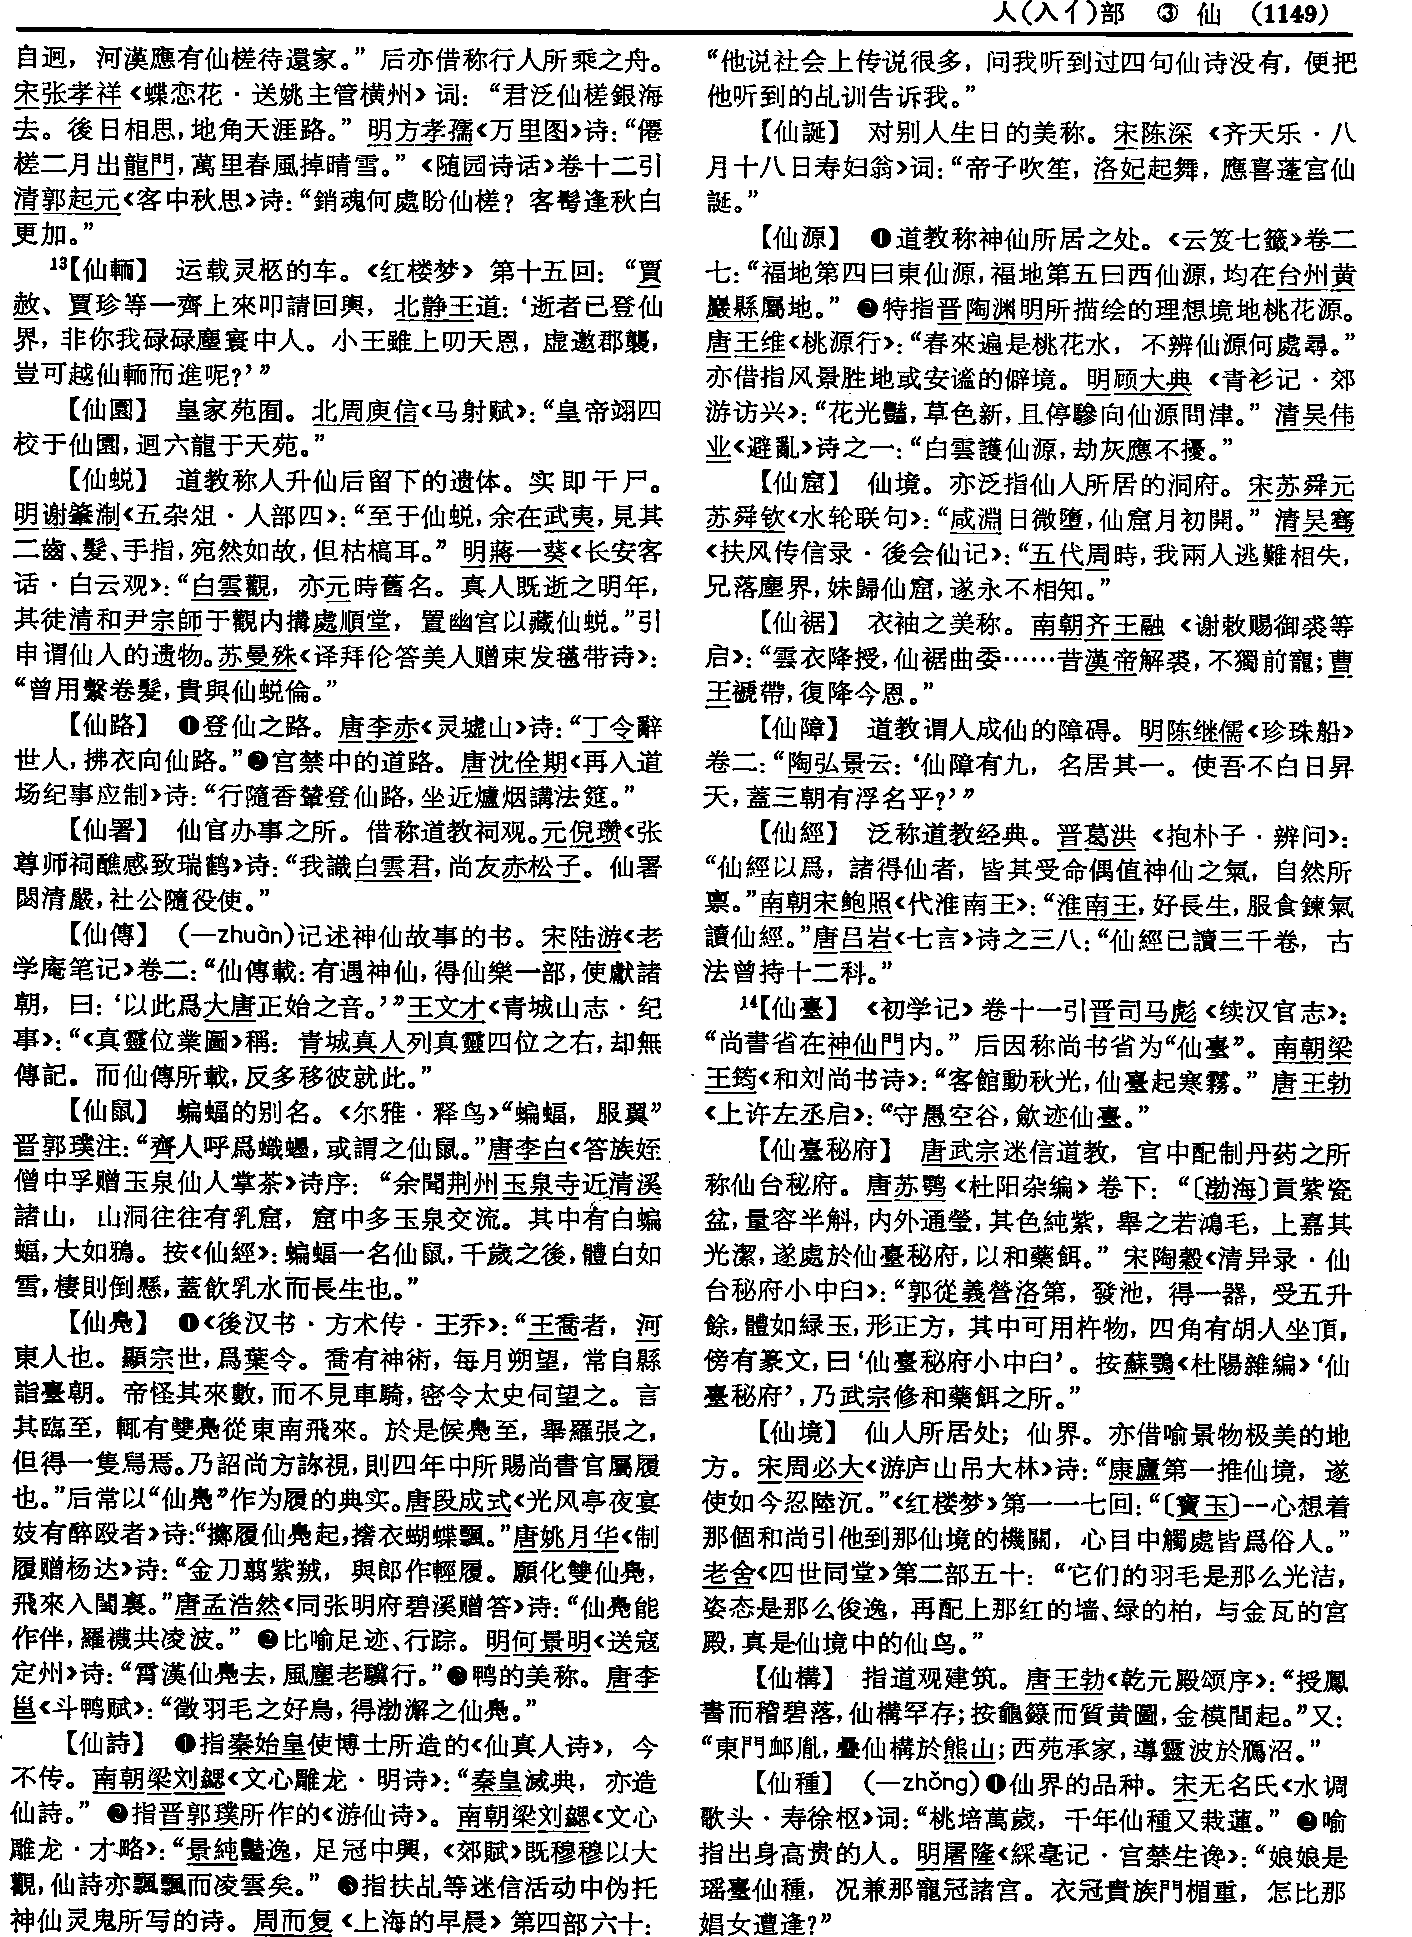 人(入亻)部 ③ 仙 (1149)
自迥，河漢應有仙槎待還家。”后亦借称行人所乘之舟。
宋张孝祥《蝶恋花·送姚主管横州》词：“君泛仙槎銀海
去。後日相思，地角天涯路。”明方孝孺《万里图》诗：“僊
槎二月出龍門，萬里春風掉晴雪。”《随园诗话》卷十二引
清郭起元《客中秋思》诗：“銷魂何處盼仙槎？客髩逢秋白
更加。”
13【仙輀】 运载灵柩的车。《红楼梦》第十五回：“賈
赦、賈珍等一齊上來叩請回輿，北静王道：‘逝者已登仙
界，非你我碌碌塵寰中人。小王雖上叨天恩，虚邀郡襲，
豈可越仙輀而進呢？’”
【仙園】 皇家苑囿。北周庾信《马射赋》：“皇帝翊四
校于仙園，迴六龍于天苑。”
【仙蜕】 道教称人升仙后留下的遗体。实即干尸。
明谢肇淛《五杂俎·人部四》：“至于仙蜕，余在武夷，見其
二齒、髮、手指，宛然如故，但枯槁耳。”明蔣一葵《长安客
话·白云观》：“白雲觀，亦元時舊名。真人既逝之明年，
其徒清和尹宗師于觀内搆處順堂，置幽宫以藏仙蜕。”引
申谓仙人的遗物。苏曼殊《译拜伦答美人赠束发毶带诗》：
“曾用繫卷髮，貴與仙蜕倫。”
【仙路】 ❶登仙之路。唐李赤《灵墟山》诗：“丁令辭
世人，拂衣向仙路。”❷宫禁中的道路。唐沈佺期《再入道
场纪事应制》诗：“行隨香輦登仙路，坐近爐烟講法筵。”
【仙署】 仙官办事之所。借称道教祠观。元倪瓒《张
尊师祠醮感致瑞鹤》诗：“我識白雲君，尚友赤松子。仙署
閟清嚴，社公隨役使。”
【仙傳】 (—zhuàn)记述神仙故事的书。宋陆游《老
学庵笔记》卷二：“仙傳載：有遇神仙，得仙樂一部，使獻諸
朝，曰：‘以此爲大唐正始之音。’”王文才《青城山志·纪
事》：“《真靈位業圖》稱：青城真人列真靈四位之右，却無
傳記。而仙傳所載，反多移彼就此。”
【仙鼠】 蝙蝠的别名。《尔雅·释鸟》“蝙蝠，服翼”
晋郭璞注：“齊人呼爲蟙䘃，或謂之仙鼠。”唐李白《答族姪
僧中孚赠玉泉仙人掌茶》诗序：“余聞荆州玉泉寺近清溪
諸山，山洞往往有乳窟，窟中多玉泉交流。其中有白蝙
蝠，大如鴉。按《仙經》：蝙蝠一名仙鼠，千歲之後，體白如
雪，棲則倒懸，蓋飲乳水而長生也。”
【仙凫】 ❶《後汉书·方术传·王乔》：“王喬者，河
東人也。顯宗世，爲葉令。喬有神術，每月朔望，常自縣
詣臺朝。帝怪其來數，而不見車騎，密令太史伺望之。言
其臨至，輒有雙凫從東南飛來。於是候凫至，舉羅張之，
但得一隻舄焉。乃詔尚方䛠視，則四年中所賜尚書官屬履
也。”后常以“仙凫”作为履的典实。唐段成式《光风亭夜宴
妓有醉殴者》诗：“擲履仙凫起，撦衣蝴蝶飄。”唐姚月华《制
履赠杨达》诗：“金刀翦紫羢，與郎作輕履。願化雙仙凫，
飛來入閨裏。”唐孟浩然《同张明府碧溪赠答》诗：“仙凫能
作伴，羅襪共凌波。”❷比喻足迹、行踪。明何景明《送寇
定州》诗：“霄漢仙凫去，風塵老驥行。”❸鸭的美称。唐李
邕《斗鸭赋》：“徵羽毛之好鳥，得渤澥之仙凫。”
【仙詩】 ❶指秦始皇使博士所造的《仙真人诗》，今
不传。南朝梁刘勰《文心雕龙·明诗》：“秦皇滅典，亦造
仙詩。”❷指晋郭璞所作的《游仙诗》。南朝梁刘勰《文心
雕龙·才略》：“景純豔逸，足冠中興，《郊賦》既穆穆以大
觀，仙詩亦飄飄而凌雲矣。”❸指扶乩等迷信活动中伪托
神仙灵鬼所写的诗。周而复《上海的早晨》第四部六十：
“他说社会上传说很多，问我听到过四句仙诗没有，便把
他听到的乩训告诉我。”
【仙誕】 对别人生日的美称。宋陈深《齐天乐·八
月十八日寿妇翁》词：“帝子吹笙，洛妃起舞，應喜蓬宫仙
誕。”
【仙源】 ❶道教称神仙所居之处。《云笈七籤》卷二
七：“福地第四曰東仙源，福地第五曰西仙源，均在台州黄
巖縣屬地。”❷特指晋陶渊明所描绘的理想境地桃花源。
唐王维《桃源行》：“春來遍是桃花水，不辨仙源何處尋。”
亦借指风景胜地或安谧的僻境。明顾大典《青衫记·郊
游访兴》：“花光豔，草色新，且停驂向仙源問津。”清吴伟
业《避亂》诗之一：“白雲護仙源，劫灰應不擾。”
【仙窟】 仙境。亦泛指仙人所居的洞府。宋苏舜元
苏舜钦《水轮联句》：“咸淵日微墮，仙窟月初開。”清吴骞
《扶风传信录·後会仙记》：“五代周時，我兩人逃難相失，
兄落塵界，妹歸仙窟，遂永不相知。”
【仙裾】 衣袖之美称。南朝齐王融《谢敕赐御裘等
启》：“雲衣降授，仙裾曲委……昔漢帝解裘，不獨前寵；曹
王褫帶，復降今恩。”
【仙障】 道教谓人成仙的障碍。明陈继儒《珍珠船》
卷二：“陶弘景云：‘仙障有九，名居其一。使吾不白日昇
天，蓋三朝有浮名乎？’”
【仙經】 泛称道教经典。晋葛洪《抱朴子·辨问》：
“仙經以爲，諸得仙者，皆其受命偶值神仙之氣，自然所
禀。”南朝宋鲍照《代淮南王》：“淮南王，好長生，服食鍊氣
讀仙經。”唐吕岩《七言》诗之三八：“仙經已讀三千卷，古
法曾持十二科。”
14【仙臺】 《初学记》卷十一引晋司马彪《续汉官志》：
“尚書省在神仙門内。”后因称尚书省为“仙臺”。南朝梁
王筠《和刘尚书诗》：“客館動秋光，仙臺起寒霧。”唐王勃
《上许左丞启》：“守愚空谷，歛迹仙臺。”
【仙臺秘府】 唐武宗迷信道教，宫中配制丹药之所
称仙台秘府。唐苏鹗《杜阳杂编》卷下：“〔渤海〕貢紫瓷
盆，量容半斛，内外通瑩，其色純紫，舉之若鴻毛，上嘉其
光潔，遂處於仙臺秘府，以和藥餌。”宋陶穀《清异录·仙
台秘府小中臼》：“郭從義營洛第，發池，得一器，受五升
餘，體如緑玉，形正方，其中可用杵物，四角有胡人坐頂，
傍有篆文，曰‘仙臺秘府小中臼’。按蘇鶚《杜陽雜編》‘仙
臺秘府’，乃武宗修和藥餌之所。”
【仙境】 仙人所居处；仙界。亦借喻景物极美的地
方。宋周必大《游庐山吊大林》诗：“康廬第一推仙境，遂
使如今忍陸沉。”《红楼梦》第一一七回：“〔寶玉〕一心想着
那個和尚引他到那仙境的機關，心目中觸處皆爲俗人。”
老舍《四世同堂》第二部五十：“它们的羽毛是那么光洁，
姿态是那么俊逸，再配上那红的墙、绿的柏，与金瓦的宫
殿，真是仙境中的仙鸟。”
【仙構】 指道观建筑。唐王勃《乾元殿颂序》：“授鳳
書而稽碧落，仙構罕存；按龜籙而質黄圖，金模間起。”又：
“東門邮胤，疊仙構於熊山；西苑承家，導靈波於鴈沼。”
【仙種】 (—zhǒng)❶仙界的品种。宋无名氏《水调
歌头·寿徐枢》词：“桃培萬歲，千年仙種又栽蓮。”❷喻
指出身高贵的人。明屠隆《綵毫记·宫禁生谗》：“娘娘是
瑶臺仙種，况兼那寵冠諸宫。衣冠貴族門楣重，怎比那
娼女遭逢？”